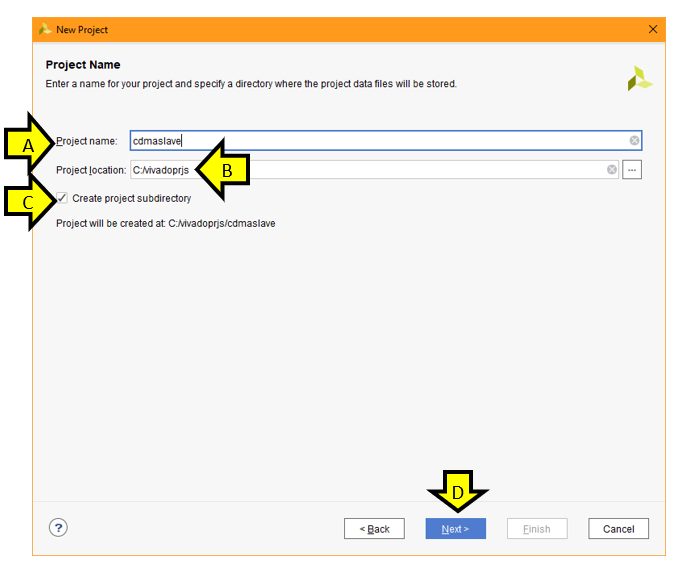 New Project
Project Name
Enter a name for your project and specify a directory where the project data files will be stored.
A Project name: cdmaslave
Project location: C:/vivadoprjs B ...
C Create project subdirectory
Project will be created at: C:/vivadoprjs/cdmaslave
D
? < Back Next > Finish Cancel